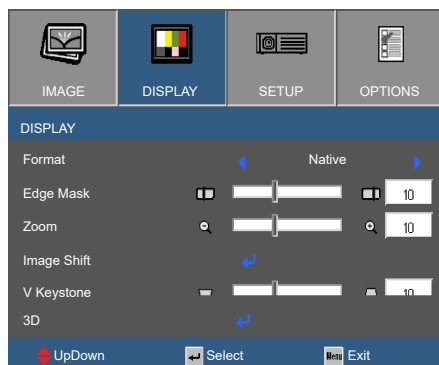 IMAGE DISPLAY SETUP OPTIONS
DISPLAY
Format Native
Edge Mask 10
Zoom 10
Image Shift
V Keystone 10
3D
UpDown Select Menu Exit